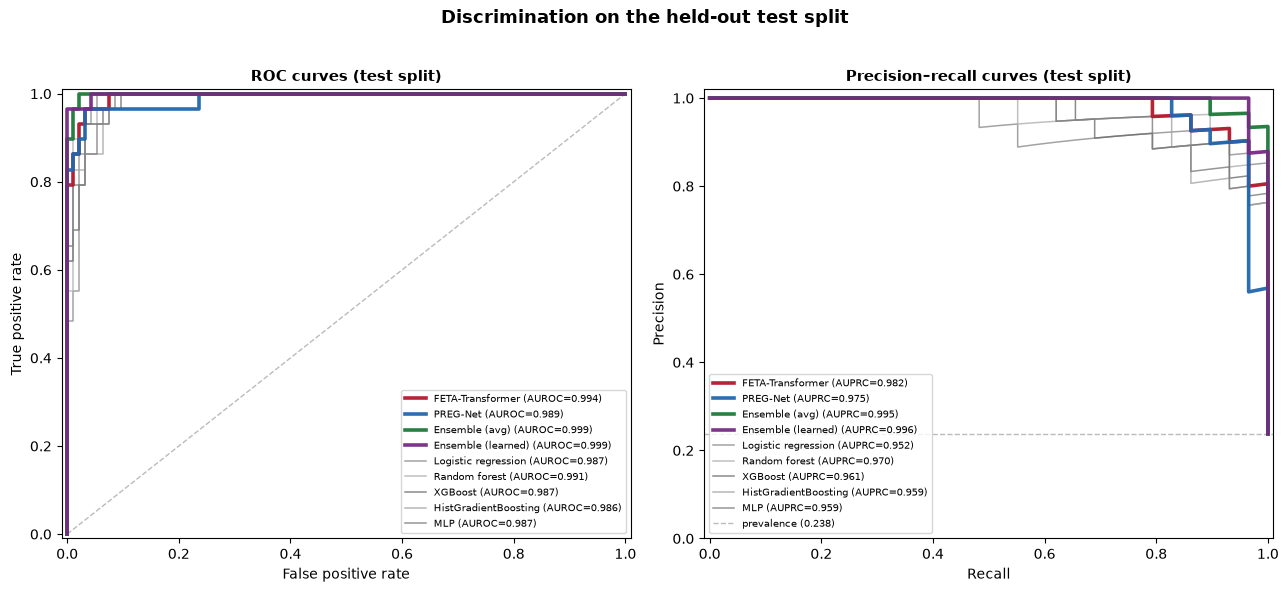 Discrimination on the held-out test split
ROC curves (test split)
True positive rate
1.0
0.8
0.6
0.4
0.2
0.0
FETA-Transformer (AUROC=0.994)
PREG-Net (AUROC=0.989)
Ensemble (avg) (AUROC=0.999)
Ensemble (learned) (AUROC=0.999)
Logistic regression (AUROC=0.987)
Random forest (AUROC=0.991)
XGBoost (AUROC=0.987)
HistGradientBoosting (AUROC=0.986)
MLP (AUROC=0.987)
0.0 0.2 0.4 0.6 0.8 1.0
False positive rate
Precision–recall curves (test split)
Precision
1.0
0.8
0.6
0.4
0.2
0.0
FETA-Transformer (AUPRC=0.982)
PREG-Net (AUPRC=0.975)
Ensemble (avg) (AUPRC=0.995)
Ensemble (learned) (AUPRC=0.996)
Logistic regression (AUPRC=0.952)
Random forest (AUPRC=0.970)
XGBoost (AUPRC=0.961)
HistGradientBoosting (AUPRC=0.959)
MLP (AUPRC=0.959)
prevalence (0.238)
0.0 0.2 0.4 0.6 0.8 1.0
Recall